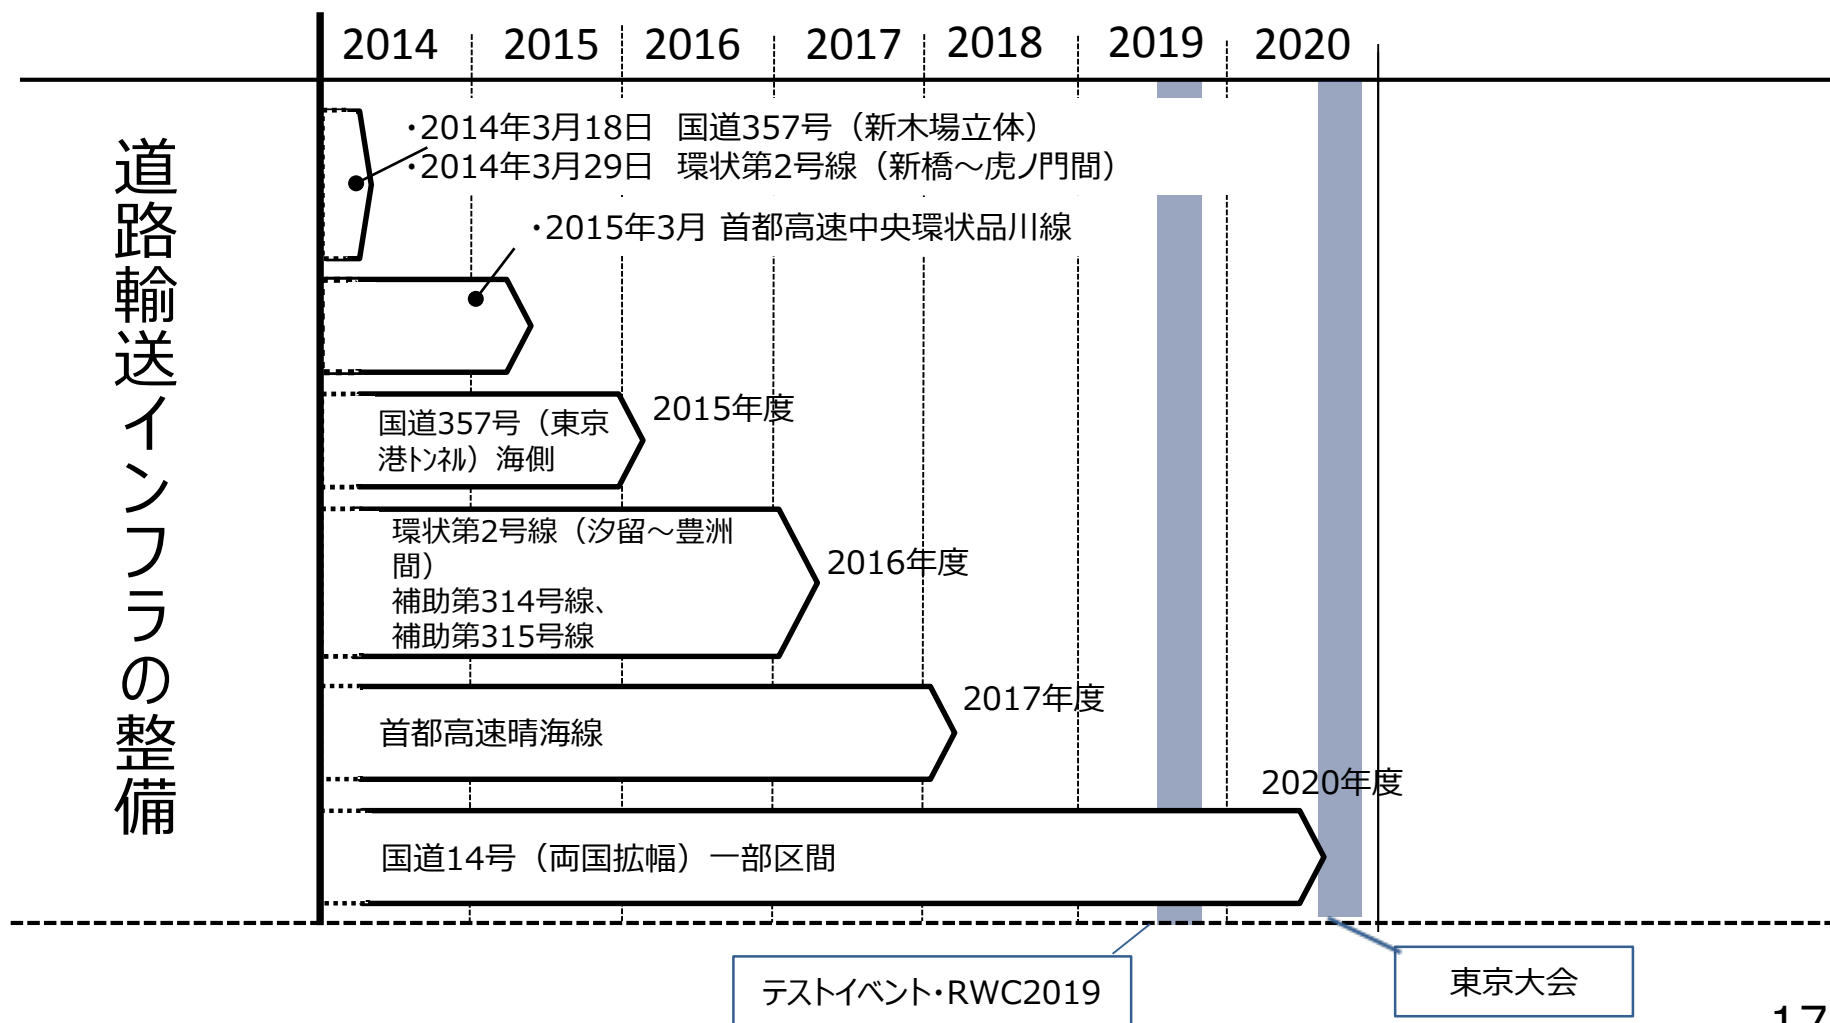 2014 2015 2016 2017 2018 2019 2020
道路輸送インフラの整備
・2014年3月18日 国道357号（新木場立体）
・2014年3月29日 環状第2号線（新橋～虎ノ門間）
・2015年3月 首都高速中央環状品川線
国道357号（東京
港ﾄﾝﾈﾙ）海側
2015年度
環状第2号線（汐留～豊洲
間）
補助第314号線、
補助第315号線
2016年度
首都高速晴海線
2017年度
国道14号（両国拡幅）一部区間
2020年度
テストイベント・RWC2019
東京大会
17